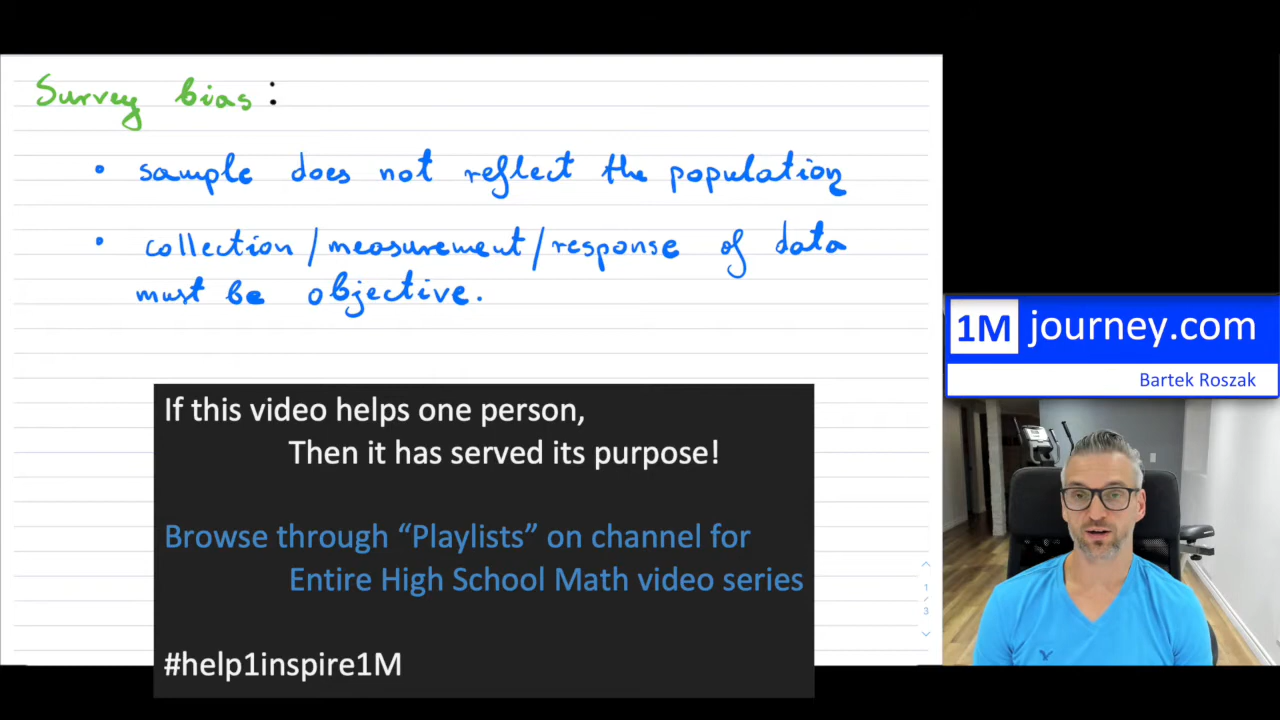 Survey bias:
• sample does not reflect the population
• collection/measurement/response of data
must be objective.
If this video helps one person,
Then it has served its purpose!
Browse through “Playlists” on channel for
Entire High School Math video series
#help1inspire1M
1M journey.com
Bartek Roszak
1
/
3